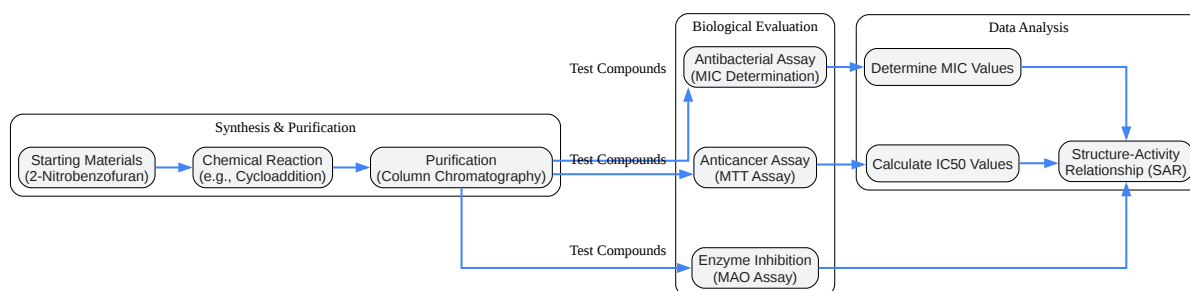 Biological Evaluation
Data Analysis
Test Compounds
Antibacterial Assay
(MIC Determination)
Determine MIC Values
Synthesis & Purification
Starting Materials
(2-Nitrobenzofuran)
Chemical Reaction
(e.g., Cycloaddition)
Purification
(Column Chromatography)
Test Compounds
Anticancer Assay
(MTT Assay)
Calculate IC50 Values
Structure-Activity
Relationship (SAR)
Test Compounds
Enzyme Inhibition
(MAO Assay)